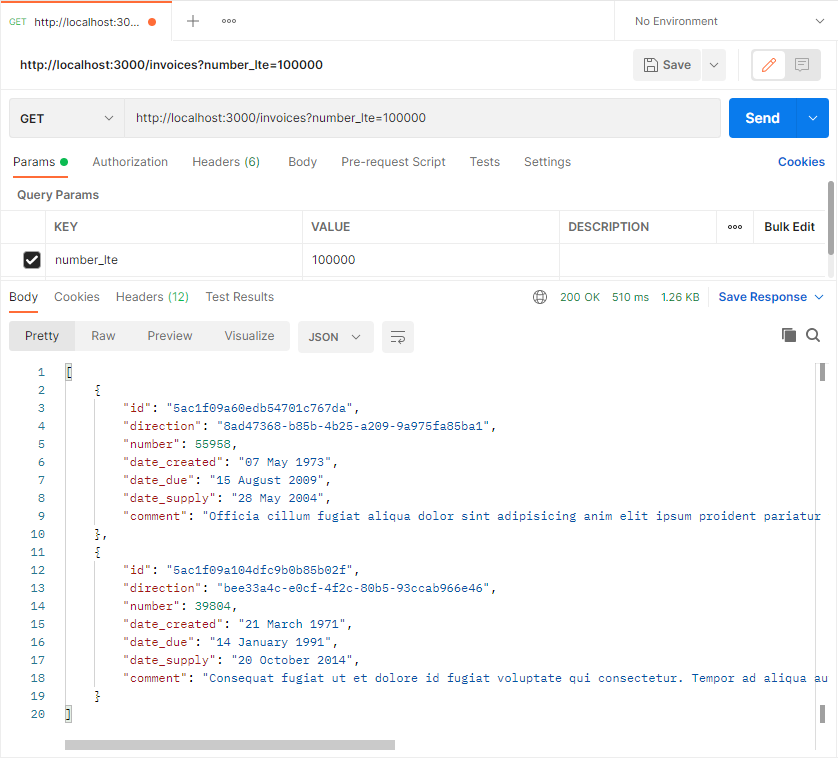 GET http://localhost:30... + ooo No Environment
http://localhost:3000/invoices?number_lte=100000 Save
GET http://localhost:3000/invoices?number_lte=100000 Send
Params Authorization Headers (6) Body Pre-request Script Tests Settings Cookies
Query Params
KEY VALUE DESCRIPTION ooo Bulk Edit
number_lte 100000
Body Cookies Headers (12) Test Results 200 OK 510 ms 1.26 KB Save Response
Pretty Raw Preview Visualize JSON
1 [
2 {
3 "id": "5ac1f09a60edb54701c767da",
4 "direction": "8ad47368-b85b-4b25-a209-9a975fa85ba1",
5 "number": 55958,
6 "date_created": "07 May 1973",
7 "date_due": "15 August 2009",
8 "date_supply": "28 May 2004",
9 "comment": "Officia cillum fugiat aliqua dolor sint adipisicing anim elit ipsum proident pariatur
10 },
11 {
12 "id": "5ac1f09a104dfc9b0b85b02f",
13 "direction": "bee33a4c-e0cf-4f2c-80b5-93ccab966e46",
14 "number": 39804,
15 "date_created": "21 March 1971",
16 "date_due": "14 January 1991",
17 "date_supply": "20 October 2014",
18 "comment": "Consequat fugiat ut et dolore id fugiat voluptate qui consectetur. Tempor ad aliqua au
19 }
20 ]